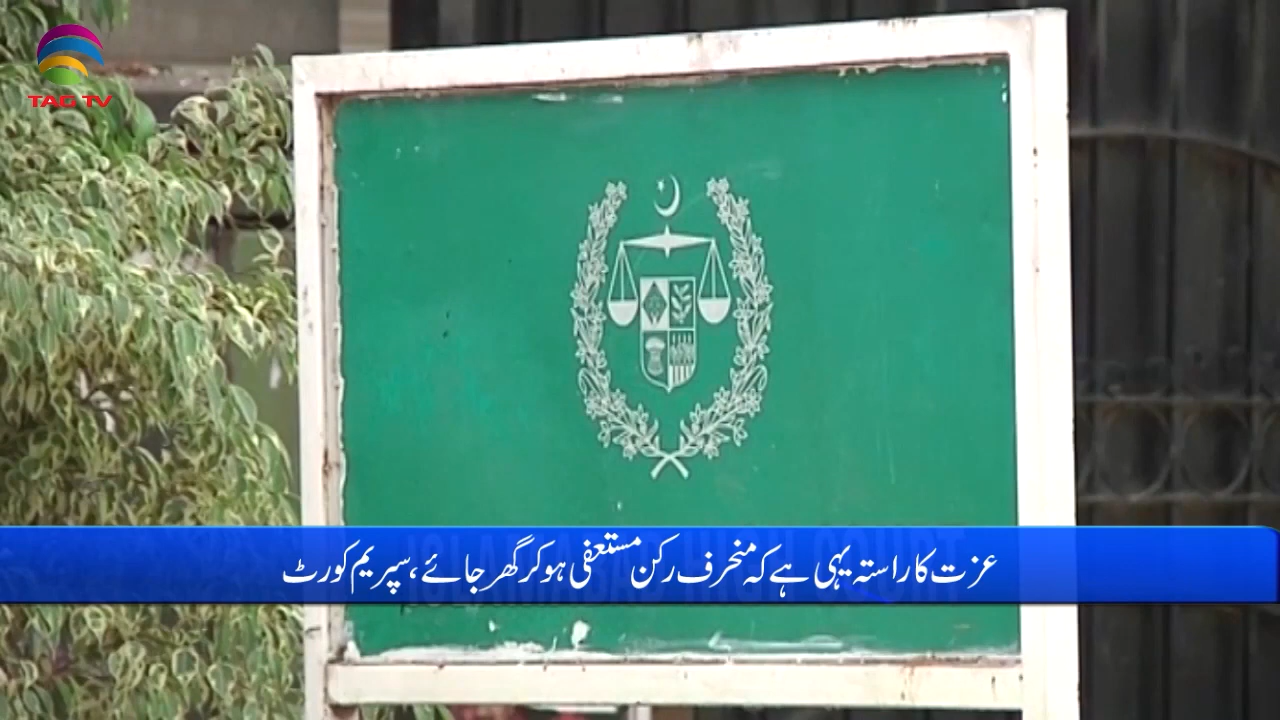 TAG TV
عزت کا راستہ یہی ہے کہ منحرف رکن مستعفی ہو کر گھر جائے، سپریم کورٹ